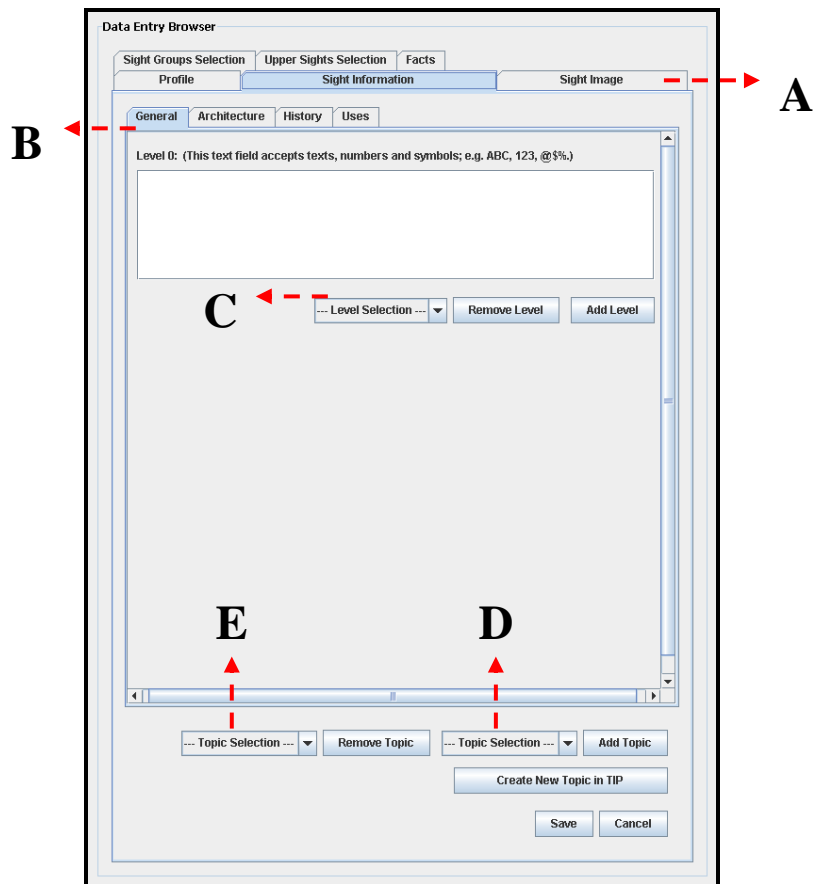 Data Entry Browser
Sight Groups Selection Upper Sights Selection Facts
Profile Sight Information Sight Image
A
General Architecture History Uses
B
Level 0: (This text field accepts texts, numbers and symbols; e.g. ABC, 123, @$%.)
C
--- Level Selection --- Remove Level Add Level
E D
--- Topic Selection --- Remove Topic --- Topic Selection --- Add Topic
Create New Topic in TIP
Save Cancel